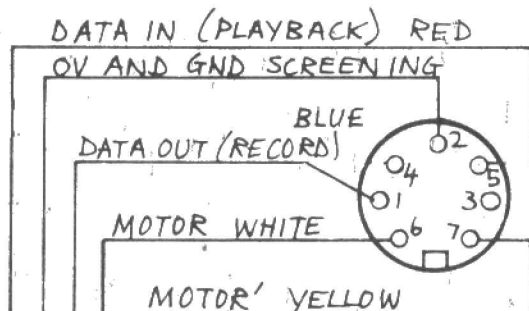 DATA IN (PLAYBACK) RED
0V AND GND SCREENING
BLUE
DATA OUT (RECORD)
2
4
5
1
3
MOTOR WHITE
6
7
MOTOR' YELLOW